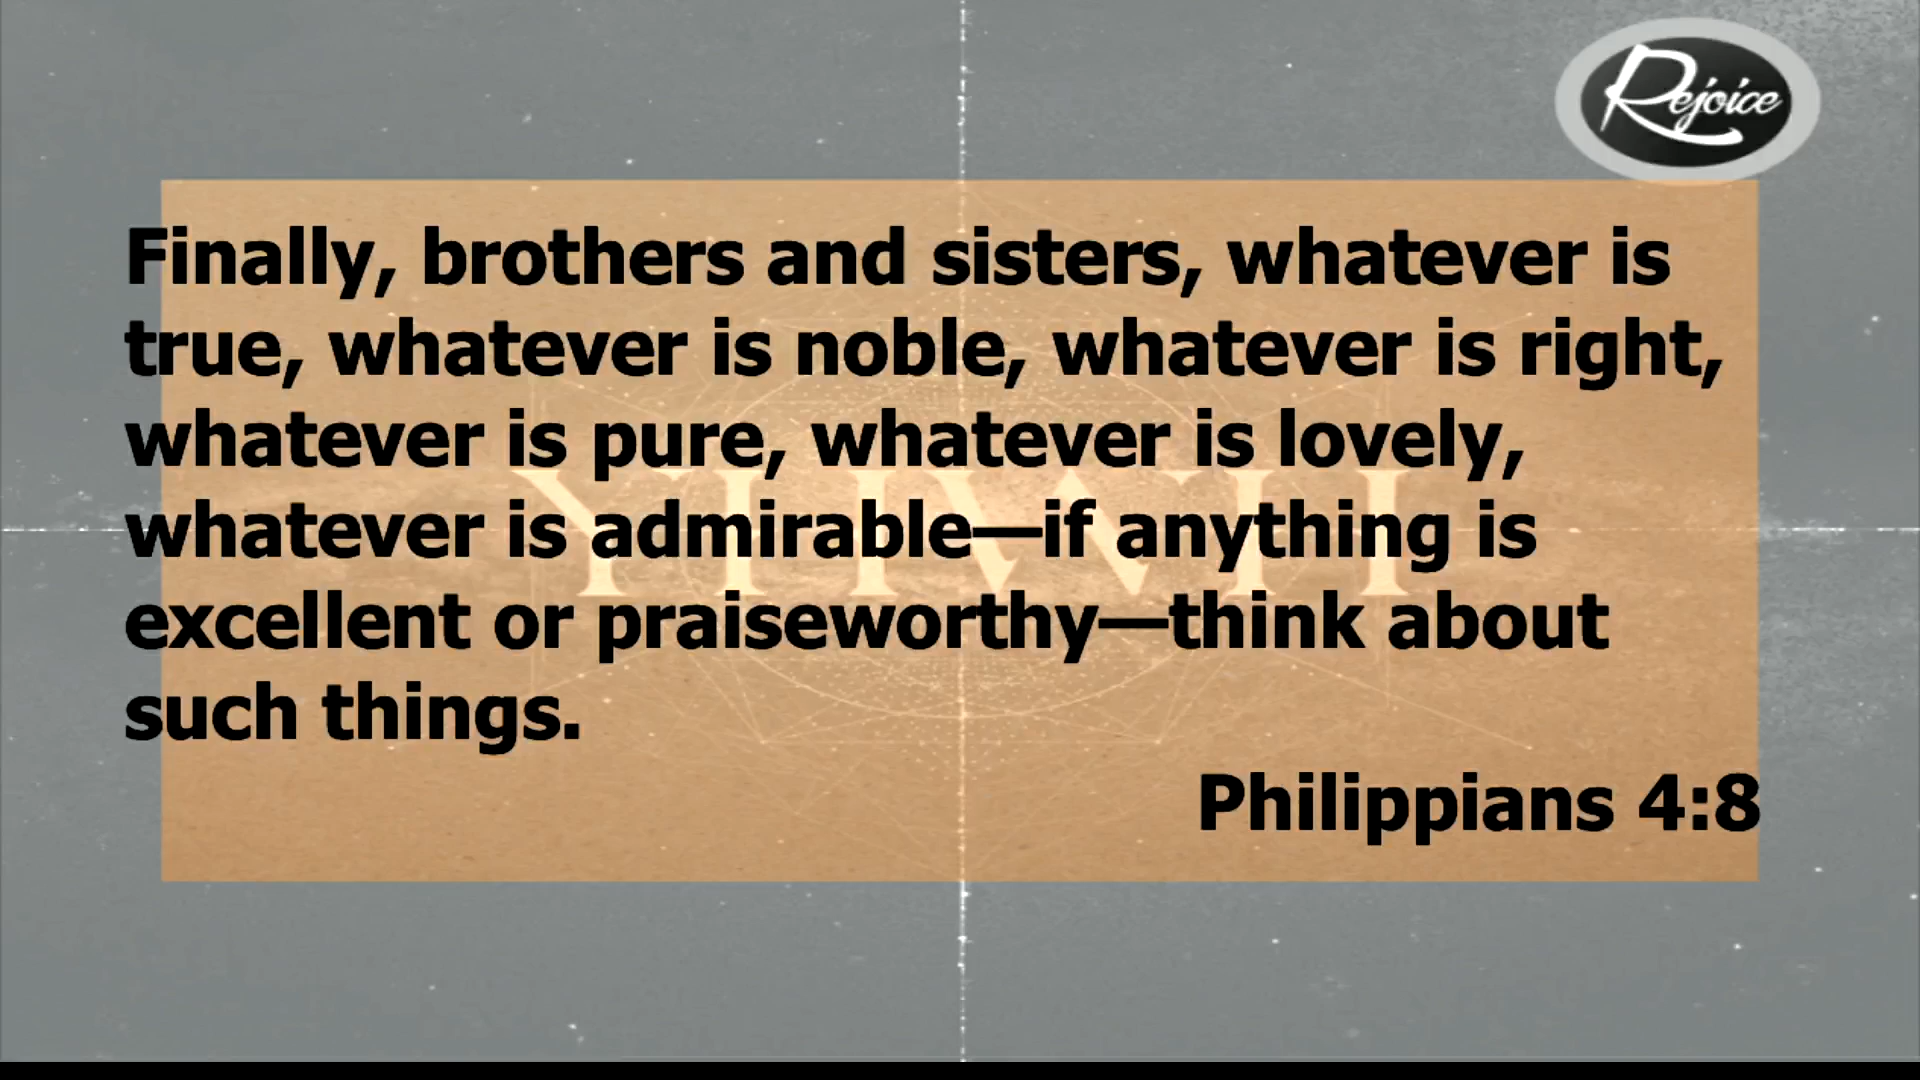 Rejoice
Finally, brothers and sisters, whatever is
true, whatever is noble, whatever is right,
whatever is pure, whatever is lovely,
whatever is admirable—if anything is
excellent or praiseworthy—think about
such things.
Philippians 4:8
YHWH